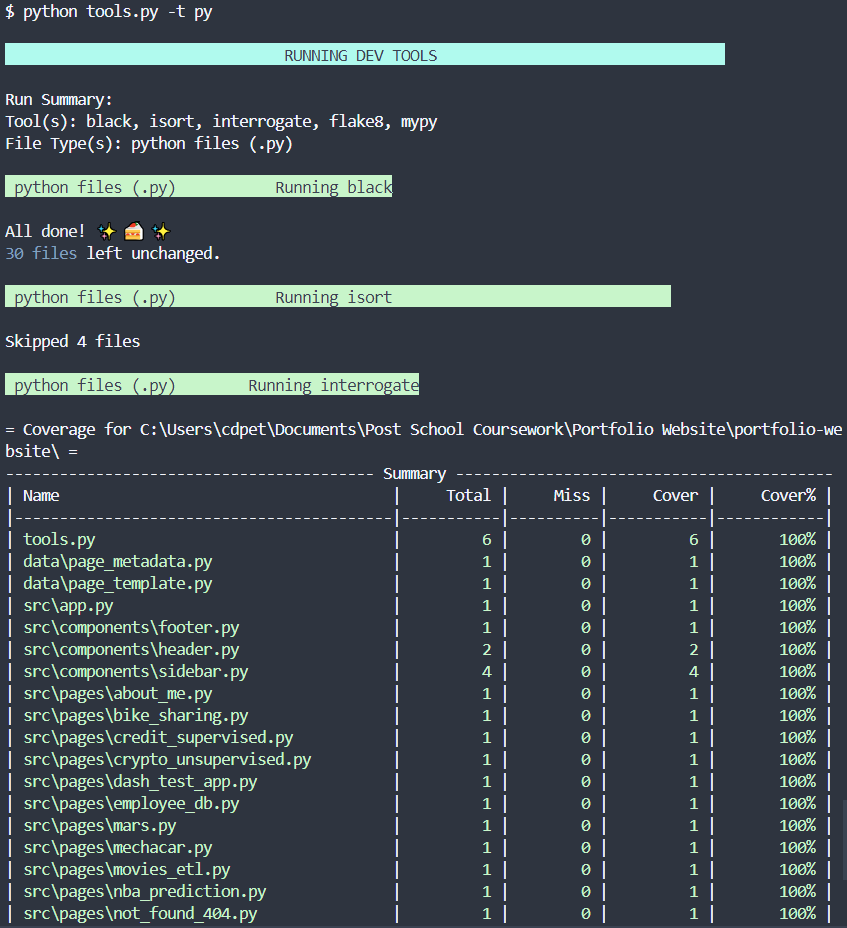 $ python tools.py -t py
RUNNING DEV TOOLS
Run Summary:
Tool(s): black, isort, interrogate, flake8, mypy
File Type(s): python files (.py)
python files (.py)           Running black
All done! ✨ 🍰 ✨
30 files left unchanged.
python files (.py)           Running isort
Skipped 4 files
python files (.py)        Running interrogate
= Coverage for C:\Users\cdpet\Documents\Post School Coursework\Portfolio Website\portfolio-we
bsite\ =
----------------------------------------- Summary ------------------------------------------
| Name                                     |     Total |     Miss |     Cover |     Cover% |
|------------------------------------------|-----------|----------|-----------|------------|
| tools.py                                 |         6 |        0 |         6 |       100% |
| data\page_metadata.py                    |         1 |        0 |         1 |       100% |
| data\page_template.py                    |         1 |        0 |         1 |       100% |
| src\app.py                               |         1 |        0 |         1 |       100% |
| src\components\footer.py                 |         1 |        0 |         1 |       100% |
| src\components\header.py                 |         2 |        0 |         2 |       100% |
| src\components\sidebar.py                |         4 |        0 |         4 |       100% |
| src\pages\about_me.py                    |         1 |        0 |         1 |       100% |
| src\pages\bike_sharing.py                |         1 |        0 |         1 |       100% |
| src\pages\credit_supervised.py           |         1 |        0 |         1 |       100% |
| src\pages\crypto_unsupervised.py         |         1 |        0 |         1 |       100% |
| src\pages\dash_test_app.py               |         1 |        0 |         1 |       100% |
| src\pages\employee_db.py                 |         1 |        0 |         1 |       100% |
| src\pages\mars.py                        |         1 |        0 |         1 |       100% |
| src\pages\mechacar.py                    |         1 |        0 |         1 |       100% |
| src\pages\movies_etl.py                  |         1 |        0 |         1 |       100% |
| src\pages\nba_prediction.py              |         1 |        0 |         1 |       100% |
| src\pages\not_found_404.py               |         1 |        0 |         1 |       100% |